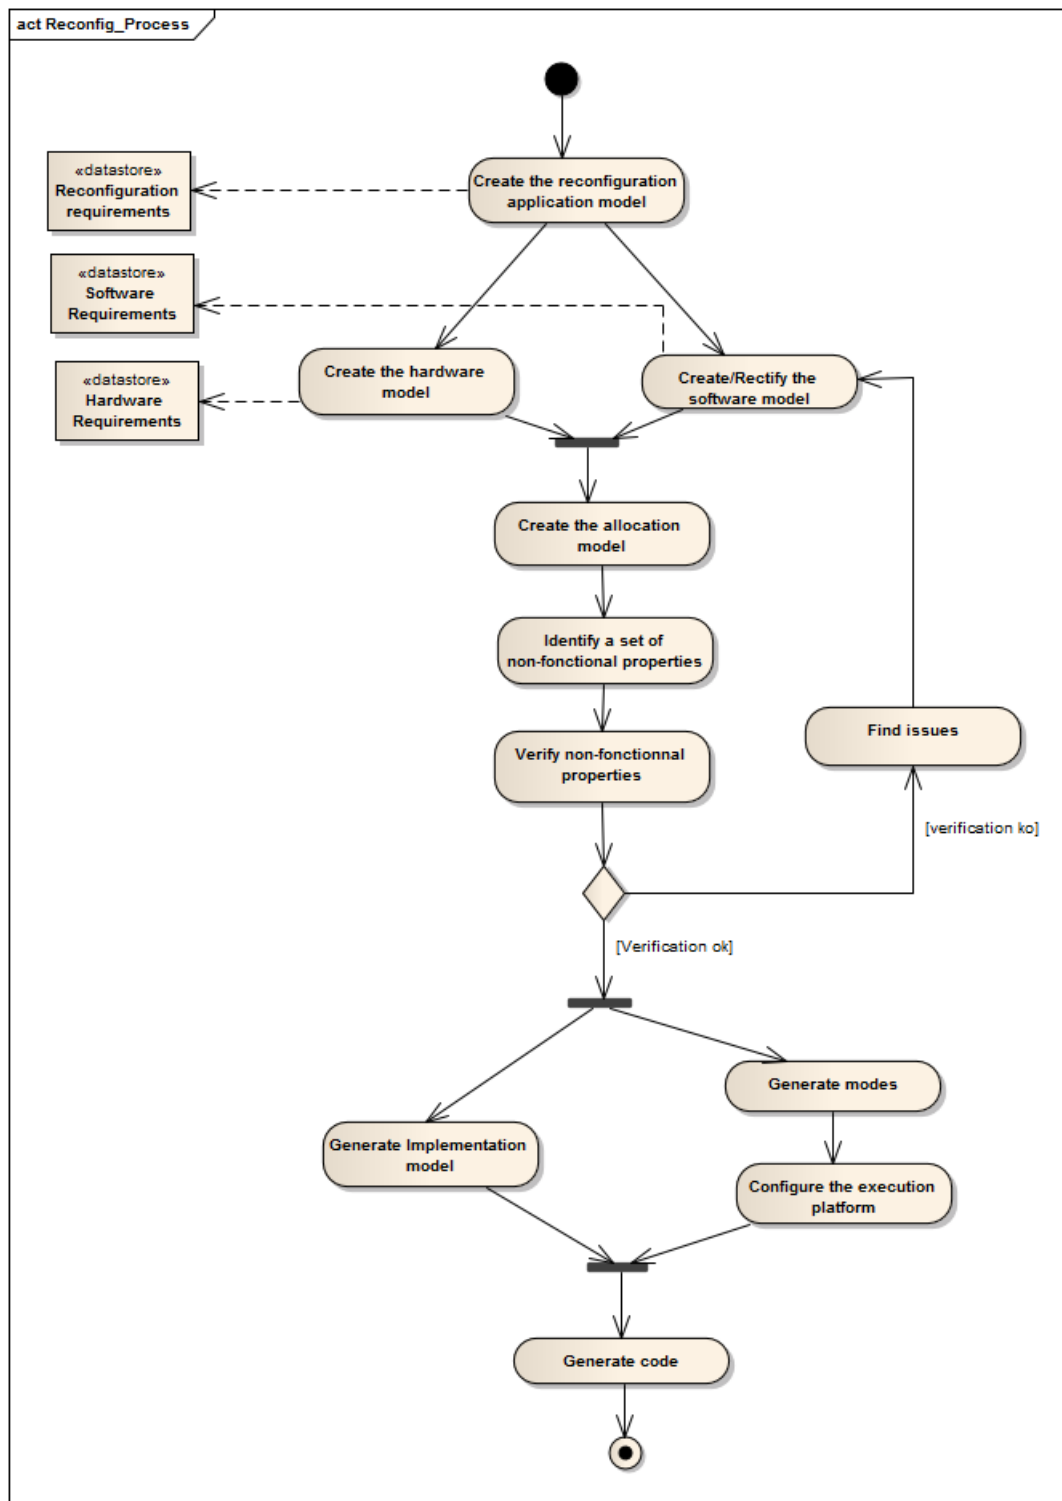 act Reconfig_Process
«datastore»
Reconfiguration
requirements
Create the reconfiguration
application model
«datastore»
Software
Requirements
«datastore»
Hardware
Requirements
Create the hardware
model
Create/Rectify the
software model
Create the allocation
model
Identify a set of
non-fonctional properties
Verify non-fonctionnal
properties
Find issues
[verification ko]
[Verification ok]
Generate modes
Generate Implementation
model
Configure the execution
platform
Generate code